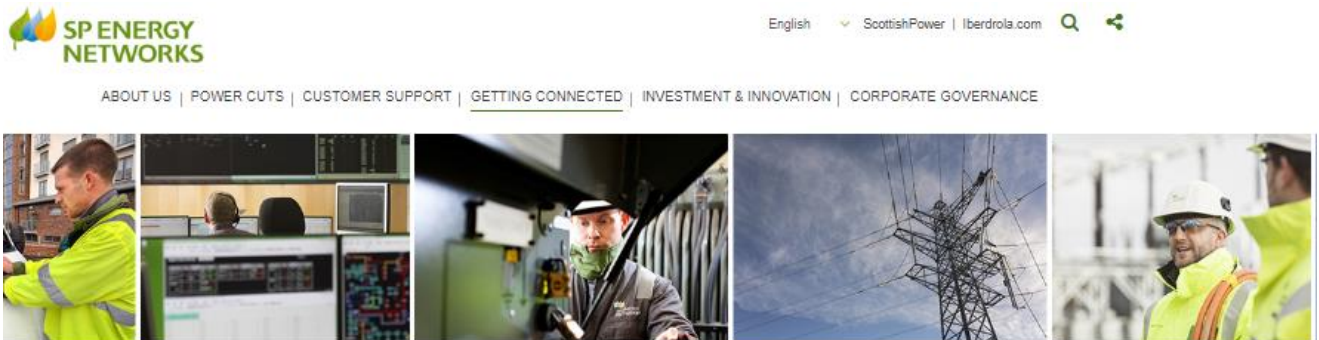 SP ENERGY
NETWORKS
English ScottishPower | Iberdrola.com
ABOUT US | POWER CUTS | CUSTOMER SUPPORT | GETTING CONNECTED | INVESTMENT & INNOVATION | CORPORATE GOVERNANCE